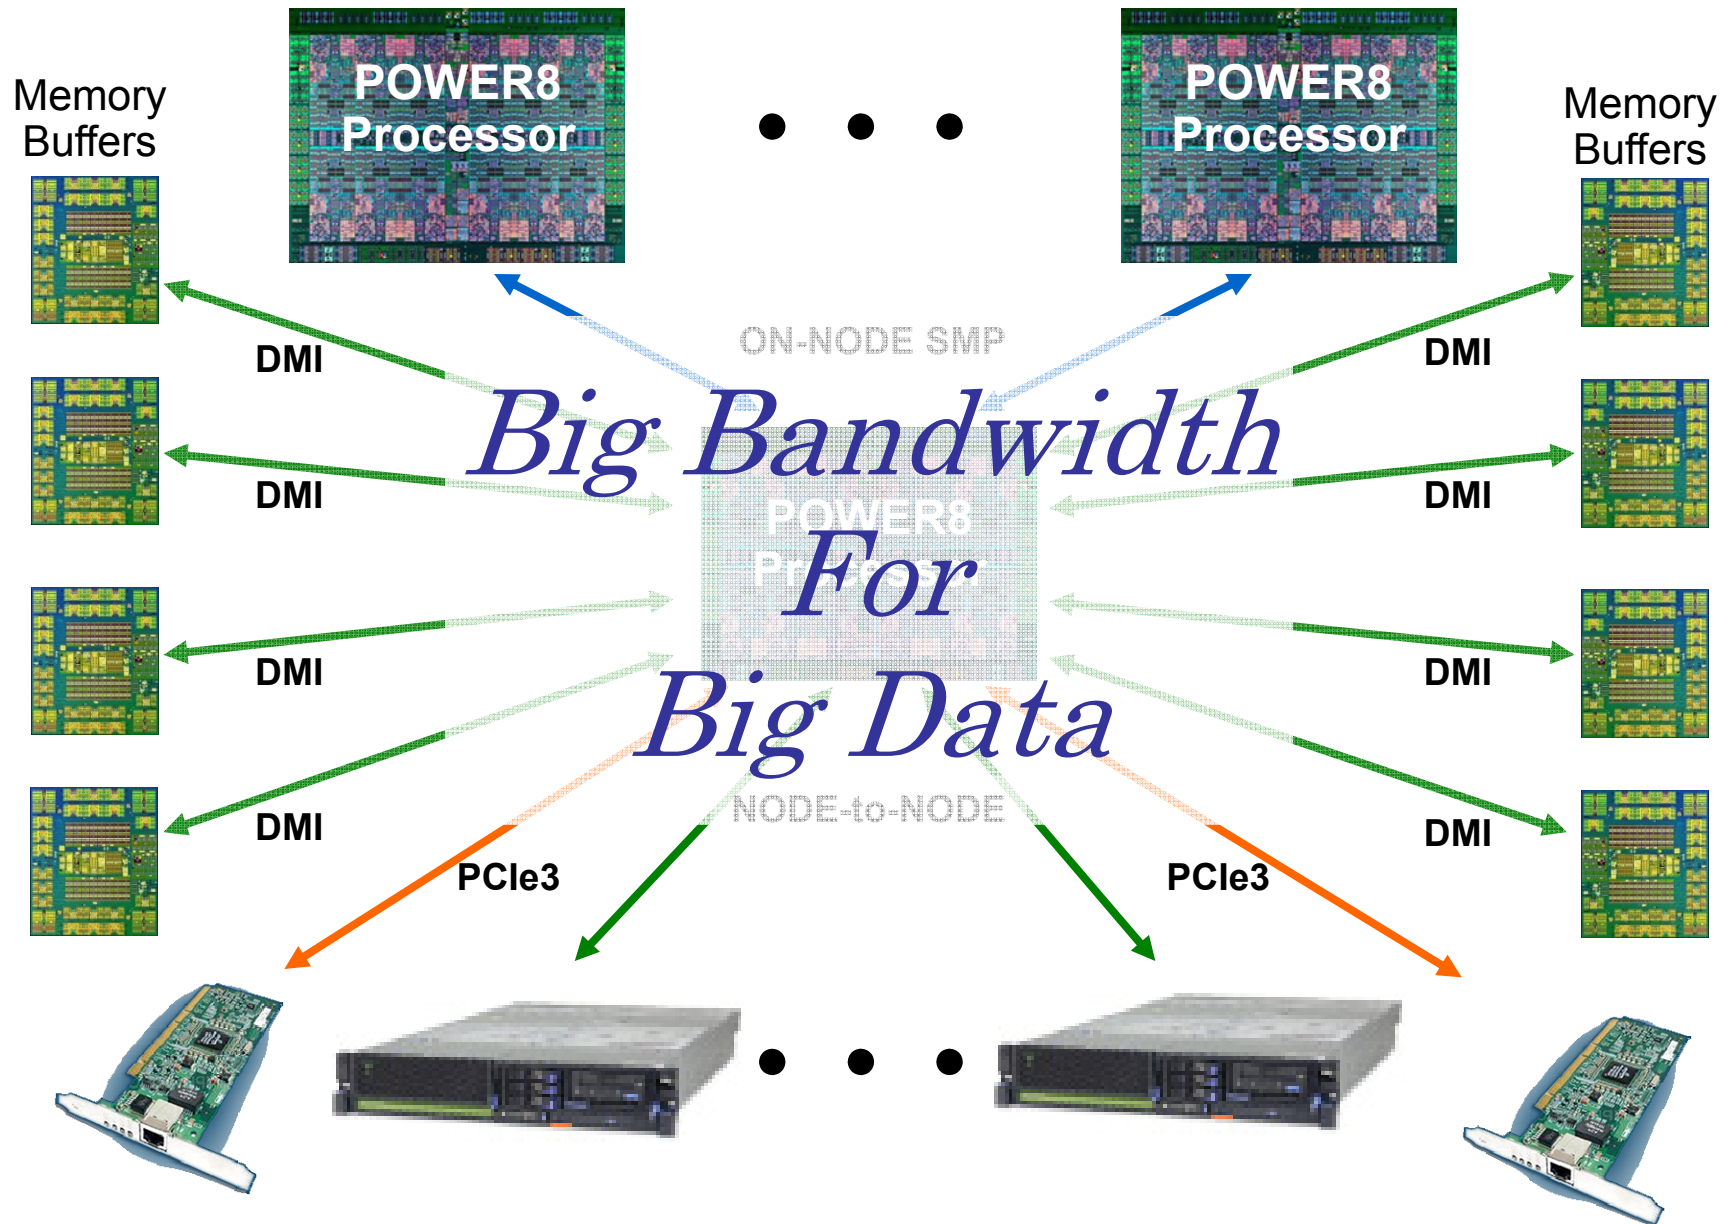 POWER8
Processor
POWER8
Processor
Memory
Buffers
Memory
Buffers
ON-NODE SMP
DMI
DMI
Big Bandwidth
DMI
DMI
POWER8
Processor
For
DMI
DMI
Big Data
NODE-to-NODE
DMI
DMI
PCIe3
PCIe3